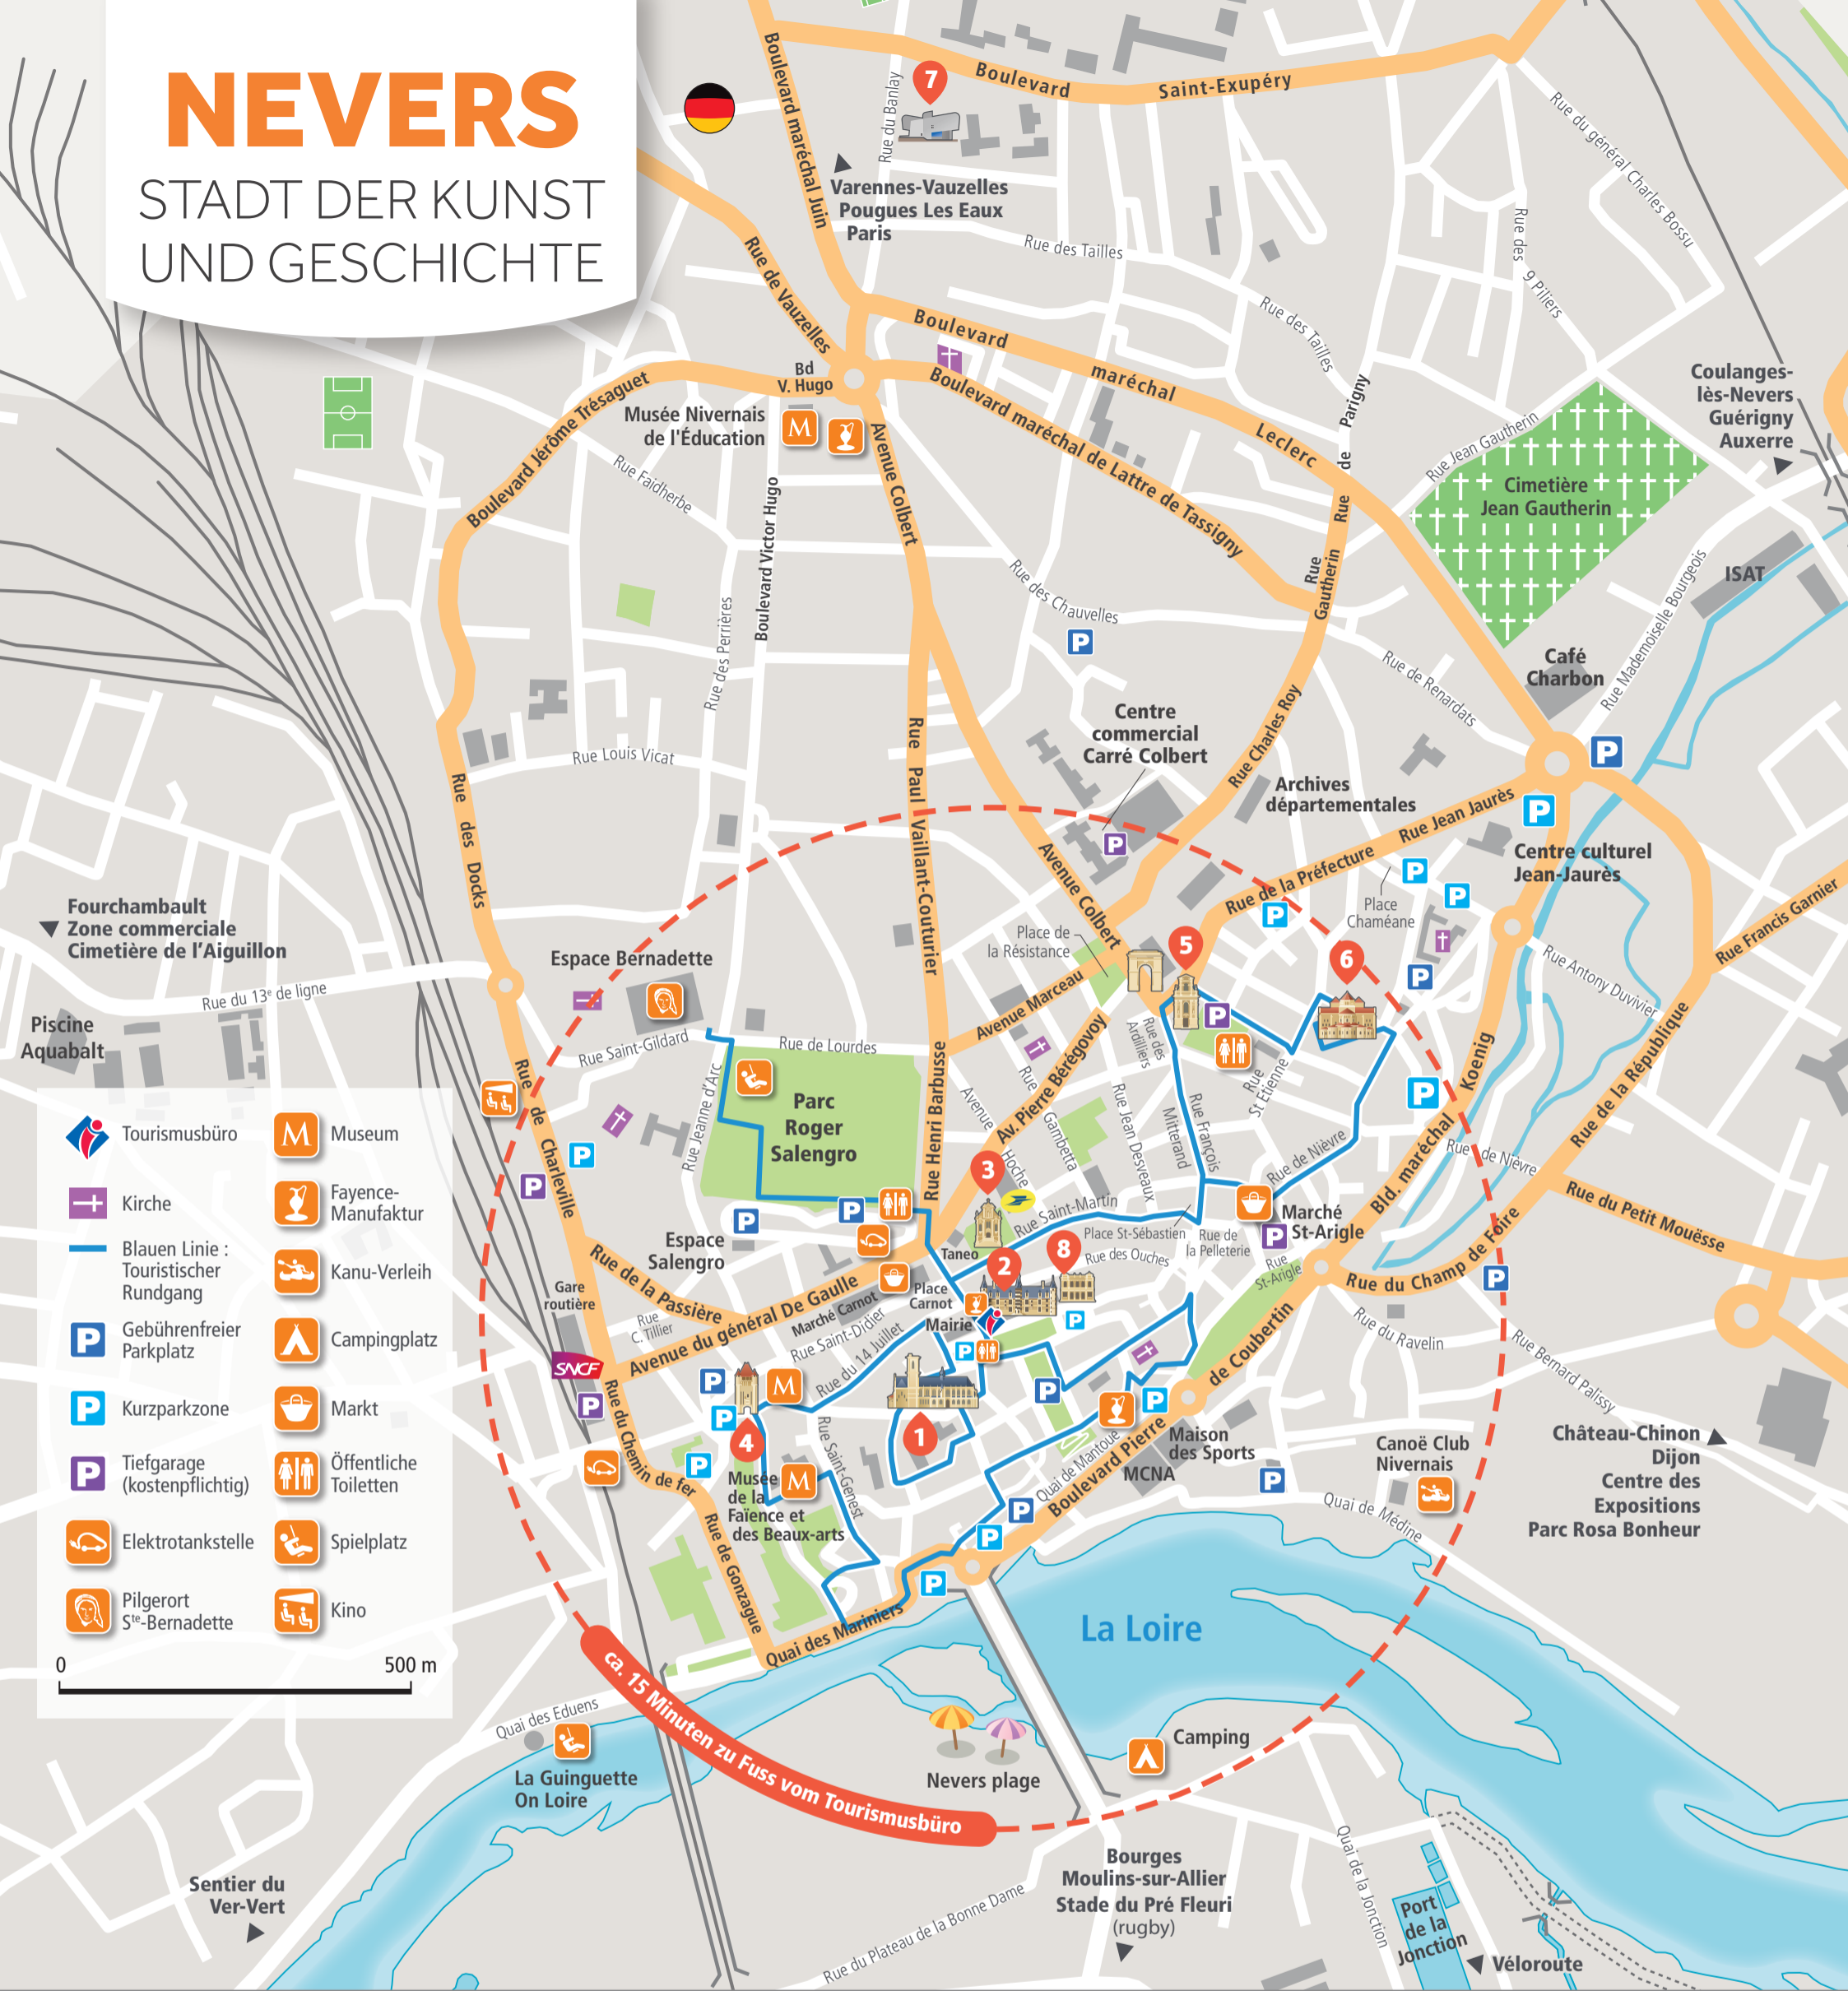 NEVERS
STADT DER KUNST
UND GESCHICHTE
7
Boulevard maréchal Juin
Rue du Banlay
Boulevard
Saint-Exupéry
Varennes-Vauzelles
Pougues Les Eaux
Paris
Rue des Tailles
Rue du général Charles Bossu
Rue des 9 Piliers
Rue de Vauzelles
Rue des Tailles
Boulevard
maréchal
Leclerc
Bd
V. Hugo
Boulevard maréchal de Lattre de Tassigny
Rue de Parigny
Boulevard Jérôme Trésaguet
Musée Nivernais
de l'Éducation
M
Avenue Colbert
Rue Faidherbe
Boulevard Victor Hugo
Rue Jean Gautherin
Cimetière
Jean Gautherin
Coulanges-
lès-Nevers
Guérigny
Auxerre
ISAT
Rue
Gautherin
Rue des Chauvelles
P
Rue des Perrières
Rue de Renardats
Café
Charbon
Rue Mademoiselle Bourgeois
P
Rue Louis Vicat
Rue Paul Vaillant-Couturier
Centre
commercial
Carré Colbert
P
Rue Charles Roy
Archives
départementales
Rue Jean Jaurès
P
Rue des Docks
Avenue Colbert
Rue de la Préfecture
P
P
P
Place
Chaméane
Centre culturel
Jean-Jaurès
Rue Francis Garnier
Fourchambault
Zone commerciale
Cimetière de l'Aiguillon
Rue du 13e de ligne
Piscine
Aquabalt
Espace Bernadette
Rue Saint-Gildard
Rue de Lourdes
Place de
la Résistance
Avenue Marceau
5
6
P
P
Rue Antony Duvivier
Rue des
Ardilliers
Rue
St Etienne
Koenig
P
Rue de la République
Rue de Charleville
Rue Jeanne d'Arc
Parc
Roger
Salengro
Rue Henri Barbusse
Avenue
Hoche
Av. Pierre Bérégovoy
Rue
Gambetta
Rue Jean Desveaux
Rue François
Mitterand
Rue de Nièvre
Bld. maréchal
Rue de Nièvre
Rue du Petit Mouësse
P
P
3
P
P
Espace
Salengro
Taneo
Rue Saint-Martin
Place St-Sébastien
Rue de
la Pelleterie
Marché
St-Arigle
P
Rue
St-Arigle
Rue du Champ de Foire
P
8
2
Rue des Ouches
Rue de la Passière
Gare
routière
Rue
C. Tillier
Avenue du général De Gaulle
Marché Carnot
Place
Carnot
Mairie
Rue Saint-Didier
Rue du 14 Juillet
P
P
SNCF
P
P
M
P
4
1
P
P
de Coubertin
Rue du Ravelin
Rue Bernard Palissy
Rue du Chemin de fer
P
Musée
de la
Faïence et
des Beaux-arts
M
Rue Saint-Genest
Quai de Mantoue
Boulevard Pierre
MCNA
Maison
des Sports
P
Canoë Club
Nivernais
Quai de Médine
Château-Chinon
Dijon
Centre des
Expositions
Parc Rosa Bonheur
P
P
P
Rue de Gonzague
Quai des Mariniers
La Loire
Tourismusbüro
Kirche
Blauen Linie :
Touristischer
Rundgang
P
Gebührenfreier
Parkplatz
P
Kurzparkzone
P
Tiefgarage
(kostenpflichtig)
Elektrotankstelle
Pilgerort
Ste-Bernadette
M
Museum
Fayence-
Manufaktur
Kanu-Verleih
Campingplatz
Markt
Öffentliche
Toiletten
Spielplatz
Kino
0
500 m
ca. 15 Minuten zu Fuss vom Tourismusbüro
Quai des Eduens
La Guinguette
On Loire
Nevers plage
Camping
Sentier du
Ver-Vert
Rue du Plateau de la Bonne Dame
Bourges
Moulins-sur-Allier
Stade du Pré Fleuri
(rugby)
Quai de la Jonction
Port
de la
Jonction
Véloroute